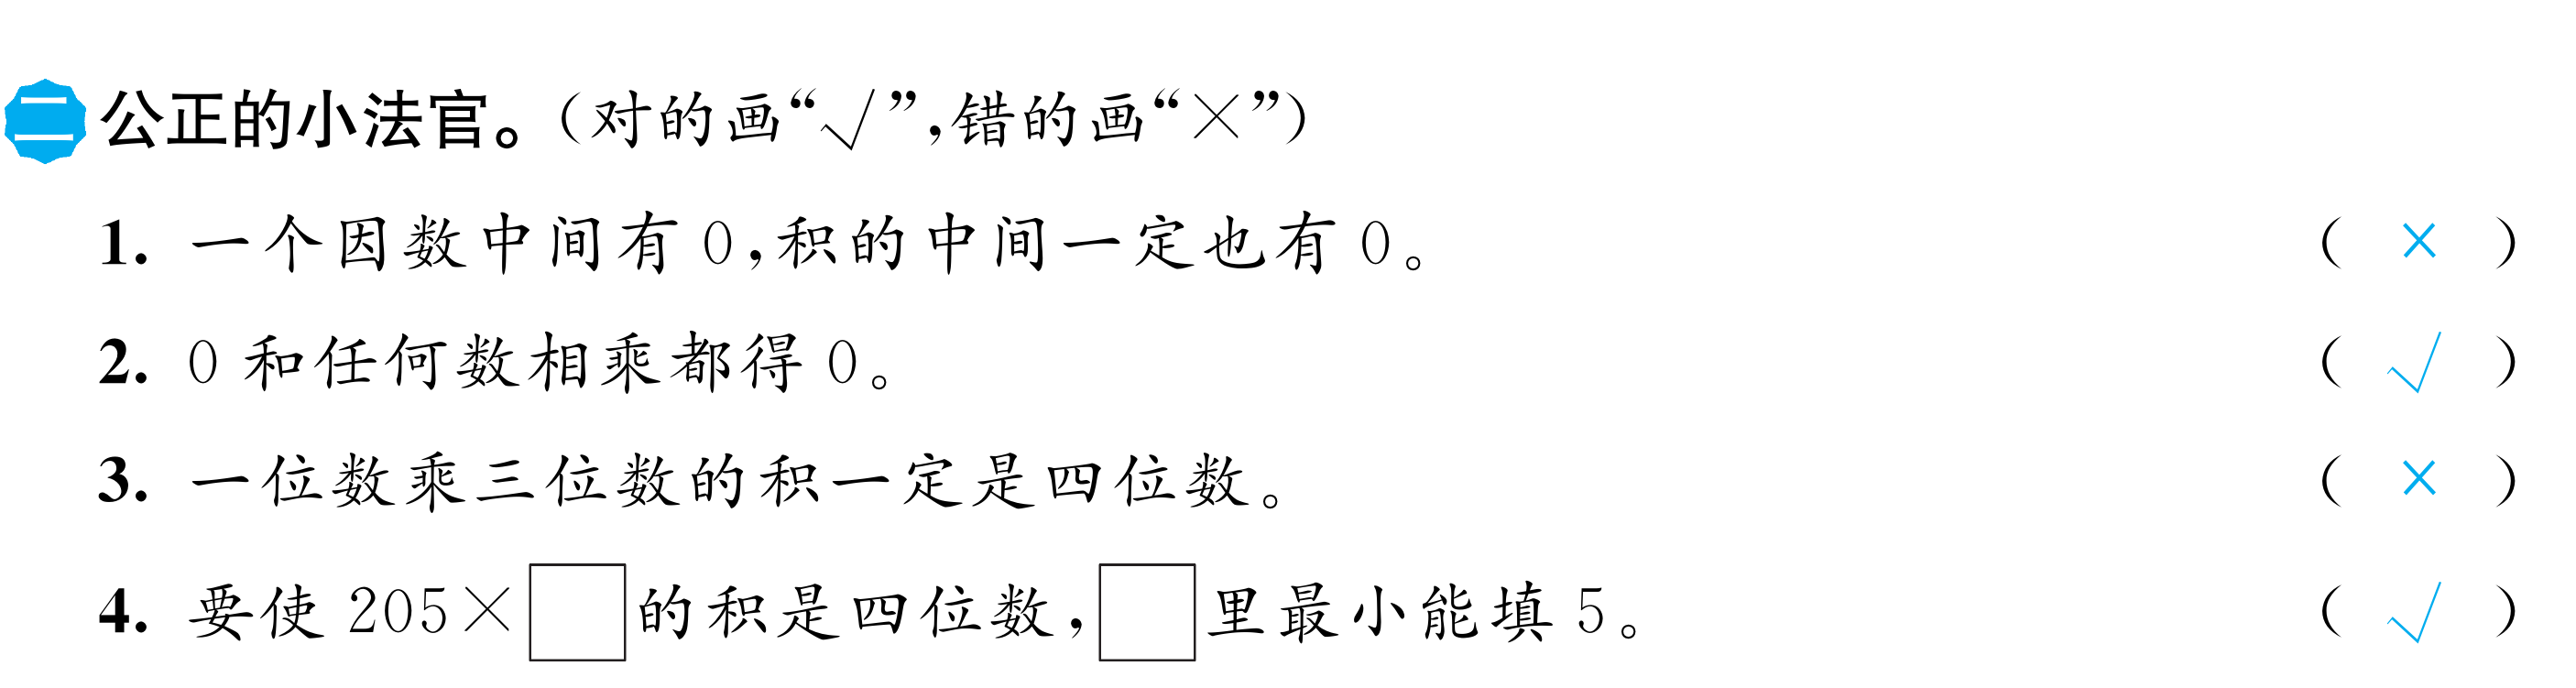 二 公正的小法官。(对的画“√”,错的画“×”)
1. 一个因数中间有 0,积的中间一定也有 0。 ( × )
2. 0 和任何数相乘都得 0。 ( √ )
3. 一位数乘三位数的积一定是四位数。 ( × )
4. 要使 205×□的积是四位数,□里最小能填 5。 ( √ )